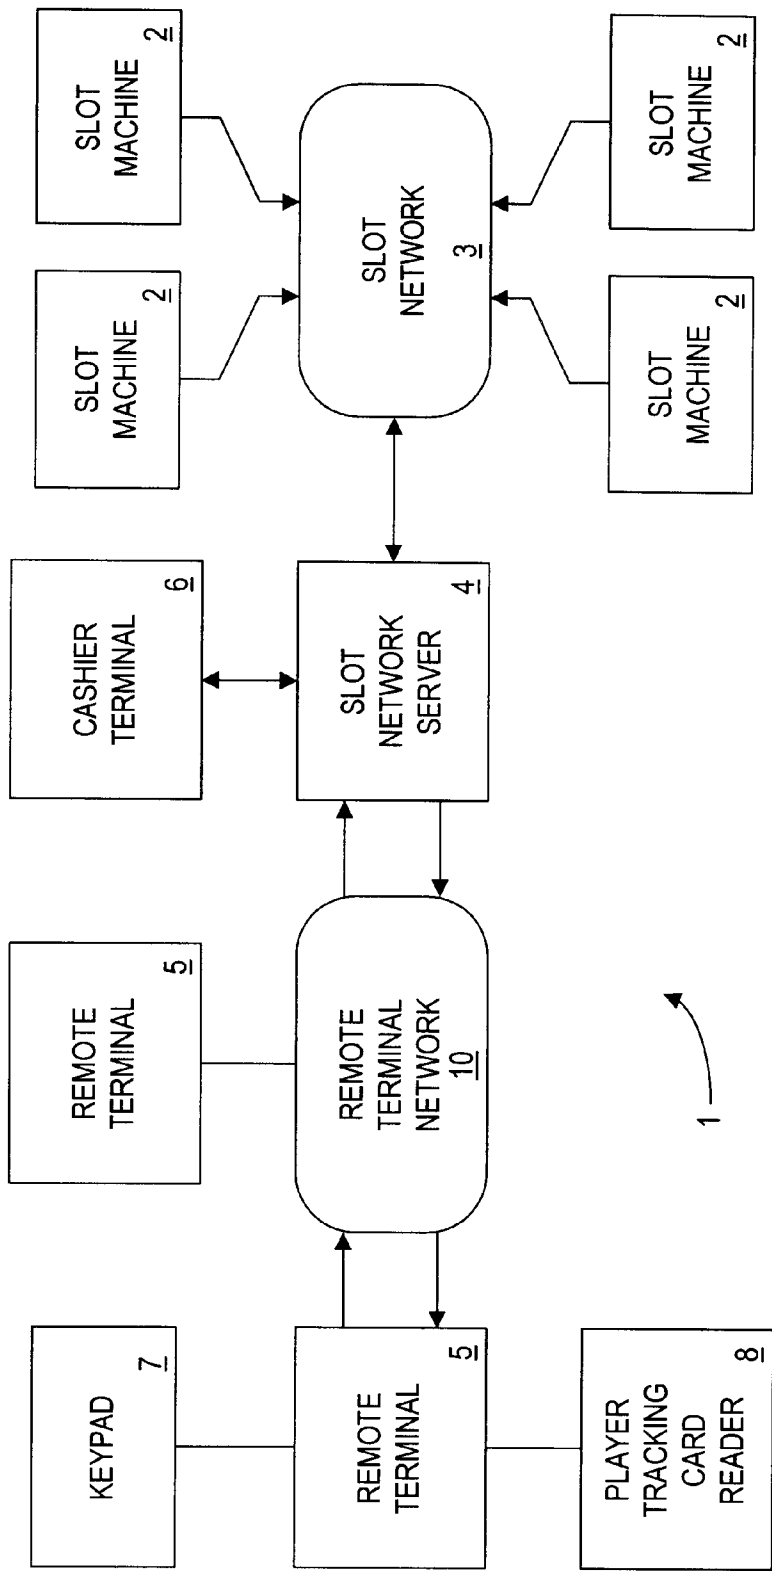 KEYPAD
7
REMOTE
TERMINAL
5
PLAYER
TRACKING
CARD
READER
8
REMOTE
TERMINAL
5
REMOTE
TERMINAL
NETWORK
10
1
CASHIER
TERMINAL
6
SLOT
NETWORK
SERVER
4
SLOT
MACHINE
2
SLOT
MACHINE
2
SLOT
NETWORK
3
SLOT
MACHINE
2
SLOT
MACHINE
2